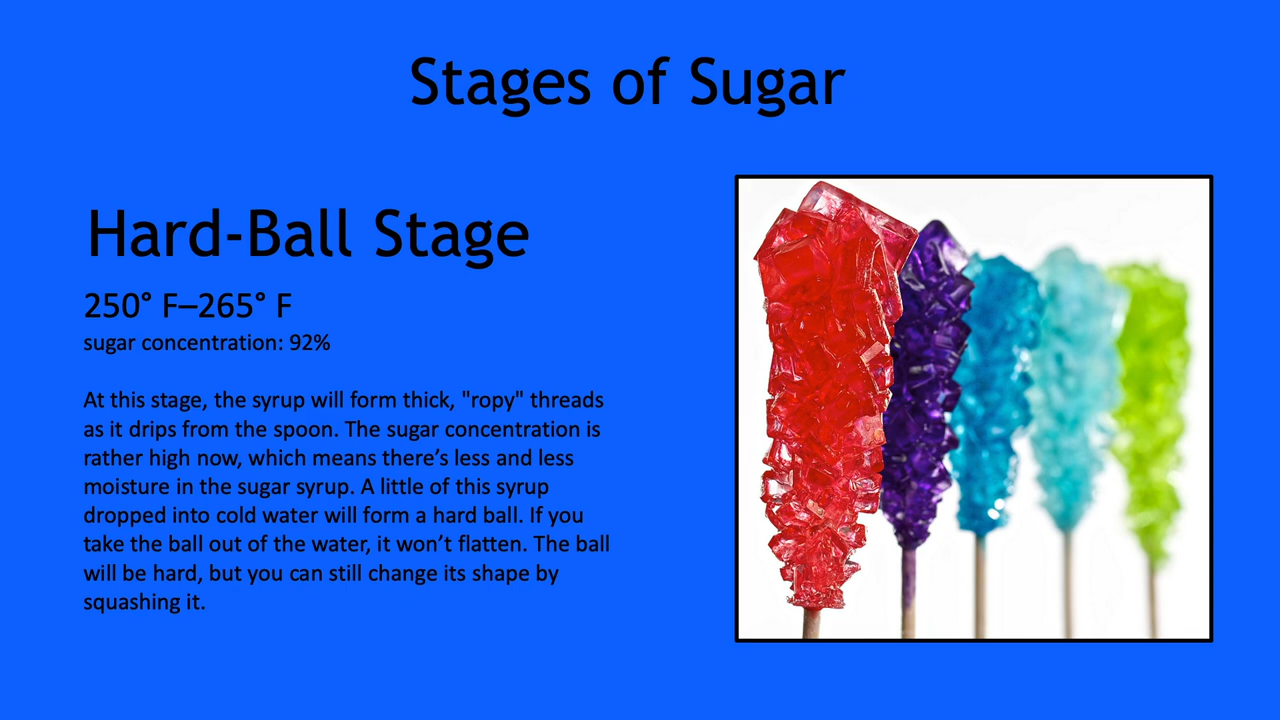 Stages of Sugar
Hard-Ball Stage
250° F–265° F
sugar concentration: 92%
At this stage, the syrup will form thick, "ropy" threads
as it drips from the spoon. The sugar concentration is
rather high now, which means there’s less and less
moisture in the sugar syrup. A little of this syrup
dropped into cold water will form a hard ball. If you
take the ball out of the water, it won’t flatten. The ball
will be hard, but you can still change its shape by
squashing it.